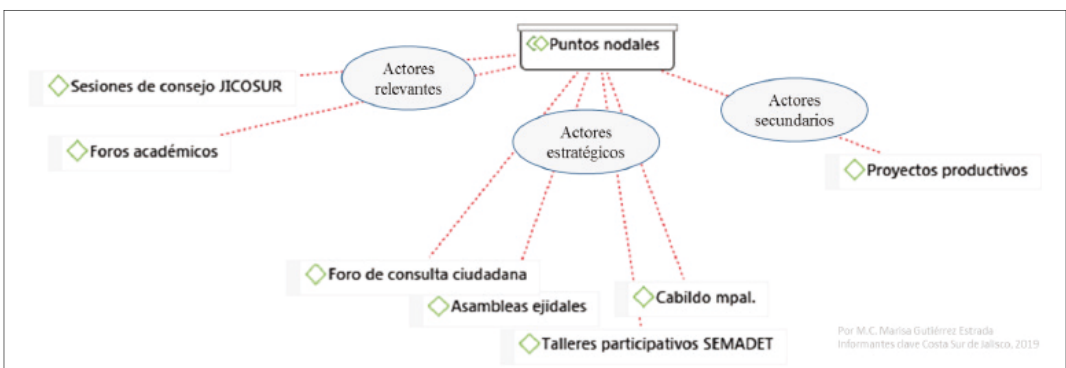 Puntos nodales
Actores
relevantes
Sesiones de consejo JICOSUR
Foros académicos
Actores
secundarios
Actores
estratégicos
Proyectos productivos
Foro de consulta ciudadana
Asambleas ejidales
Cabildo mpal.
Talleres participativos SEMADET
Por M.C. Marisa Gutiérrez Estrada
Informantes clave Costa Sur de Jalisco, 2019